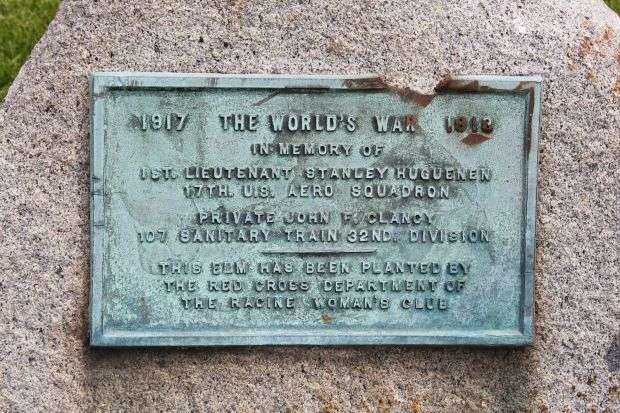 1917 THE WORLD'S WAR 1918
IN MEMORY OF
1ST. LIEUTENANT STANLEY HUGUENEN
17TH. U.S. AERO SQUADRON
PRIVATE JOHN F. CLANCY
107 SANITARY TRAIN 32ND. DIVISION
THIS ELM HAS BEEN PLANTED BY
THE RED CROSS DEPARTMENT OF
THE RACINE WOMAN'S CLUB